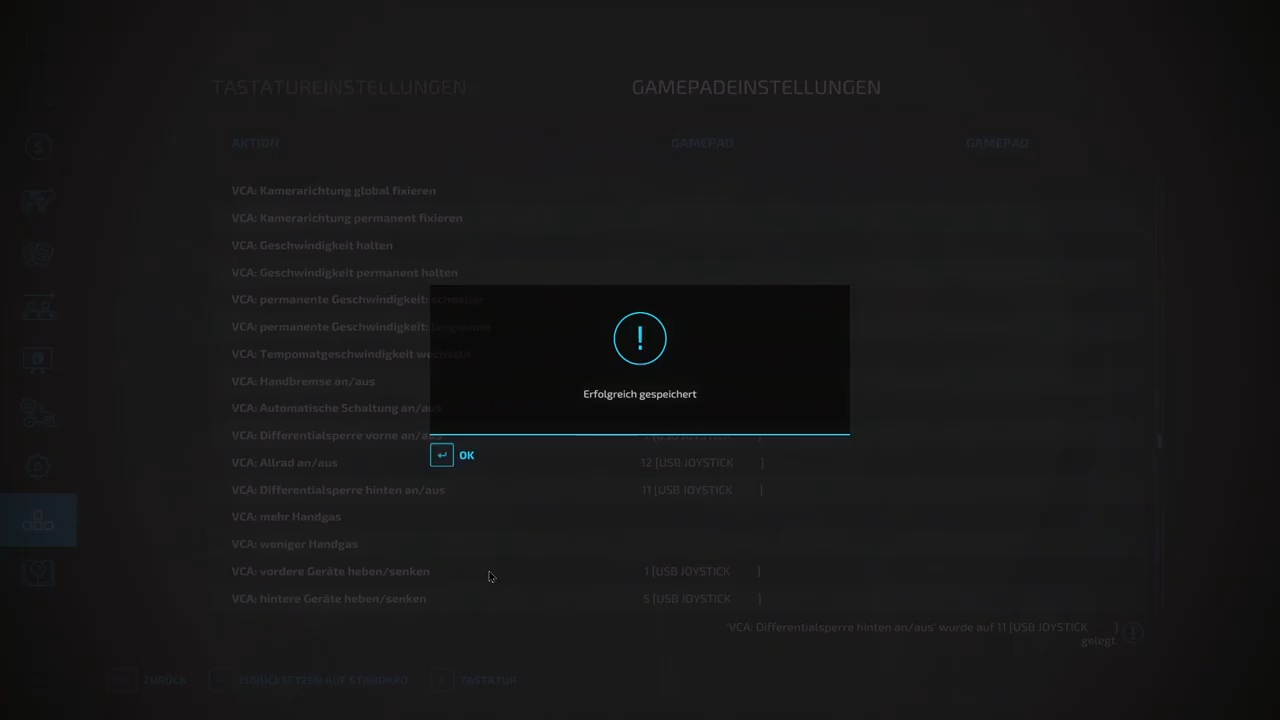 TASTATUREINSTELLUNGEN GAMEPADEINSTELLUNGEN
AKTION GAMEPAD GAMEPAD
VCA: Kamerarichtung global fixieren
VCA: Kamerarichtung permanent fixieren
VCA: Geschwindigkeit halten
VCA: Geschwindigkeit permanent halten
VCA: permanente Geschwindigkeit: schneller
VCA: permanente Geschwindigkeit: langsamer
VCA: Tempomatgeschwindigkeit wechseln
VCA: Handbremse an/aus
Erfolgreich gespeichert
VCA: Automatische Schaltung an/aus
VCA: Differentialsperre vorne an/aus [USB JOYSTICK ]
OK
VCA: Allrad an/aus 12 [USB JOYSTICK ]
VCA: Differentialsperre hinten an/aus 11 [USB JOYSTICK ]
VCA: mehr Handgas
VCA: weniger Handgas
VCA: vordere Geräte heben/senken 1 [USB JOYSTICK ]
VCA: hintere Geräte heben/senken 5 [USB JOYSTICK ]
'VCA: Differentialsperre hinten an/aus' wurde auf 11 [USB JOYSTICK ]
gelegt.
ZURÜCK ZURÜCKSETZEN AUF STANDARD TASTATUR